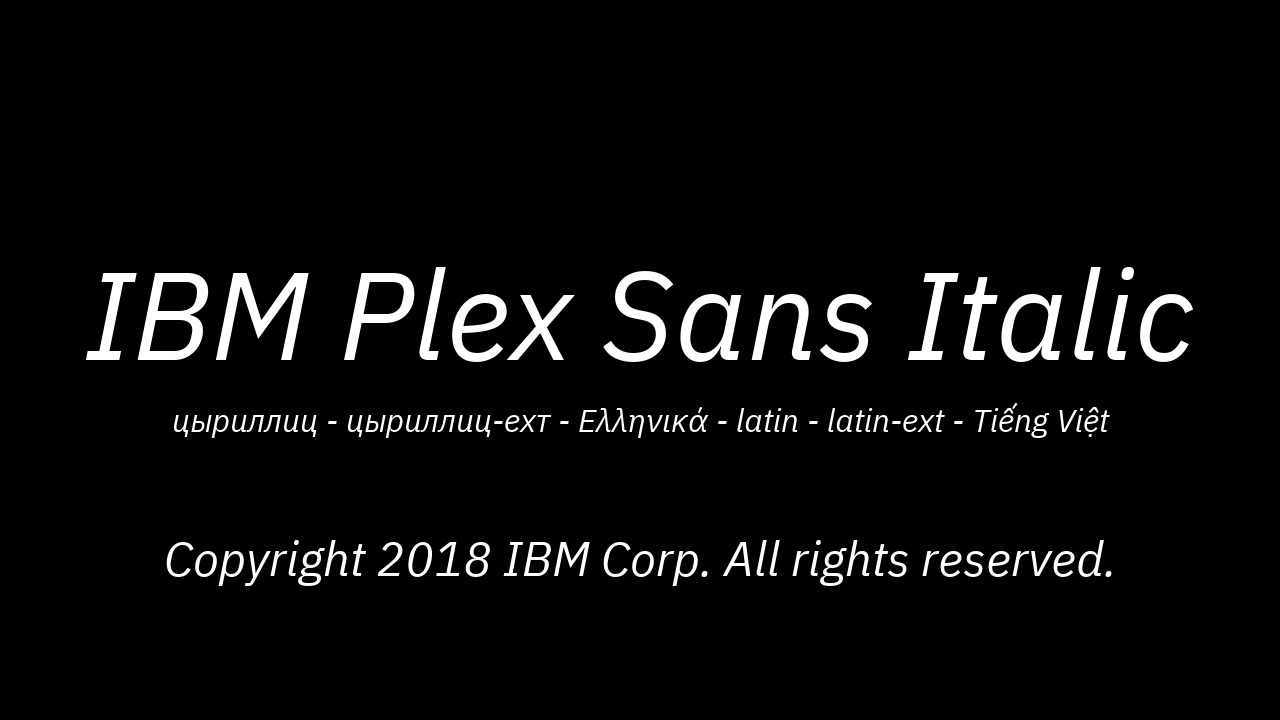 IBM Plex Sans Italic
цыриллиц - цыриллиц-ехт - Ελληνικά - latin - latin-ext - Tiếng Việt
Copyright 2018 IBM Corp. All rights reserved.